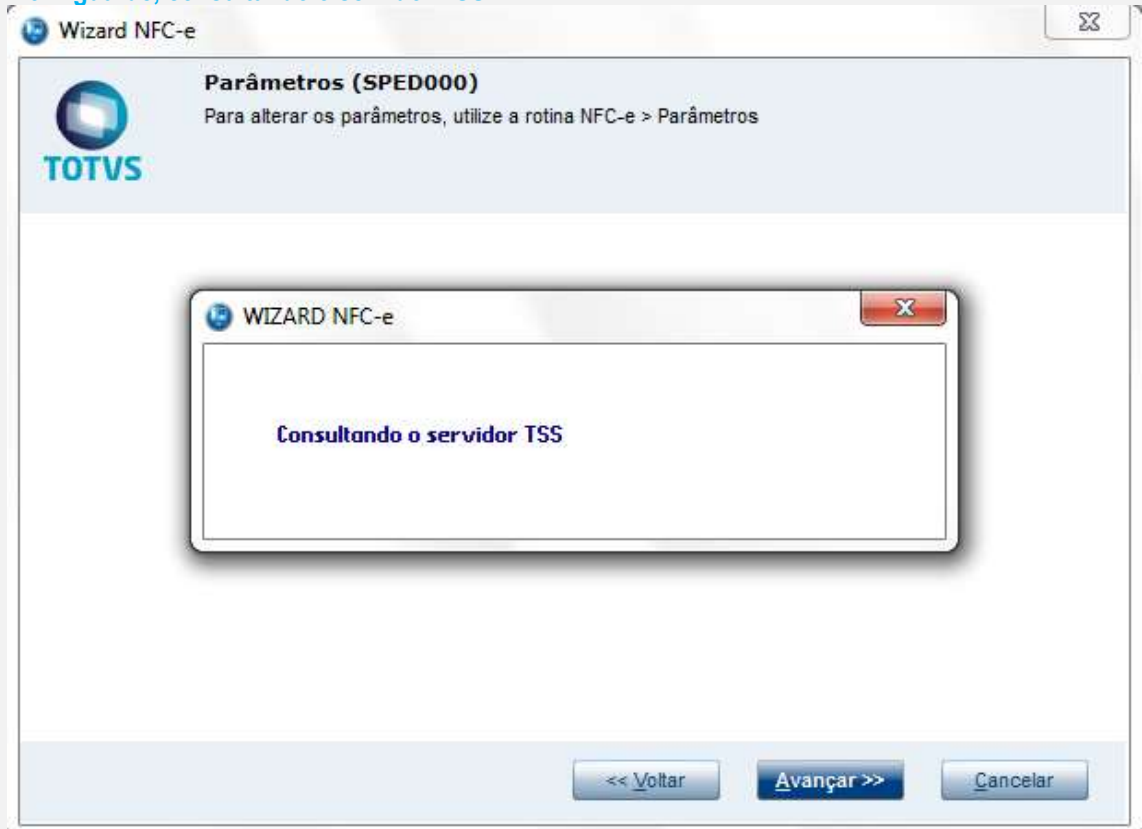 Wizard NFC-e
Parâmetros (SPED000)
Para alterar os parâmetros, utilize a rotina NFC-e > Parâmetros
TOTVS
WIZARD NFC-e
Consultando o servidor TSS
<< Voltar Avançar >> Cancelar